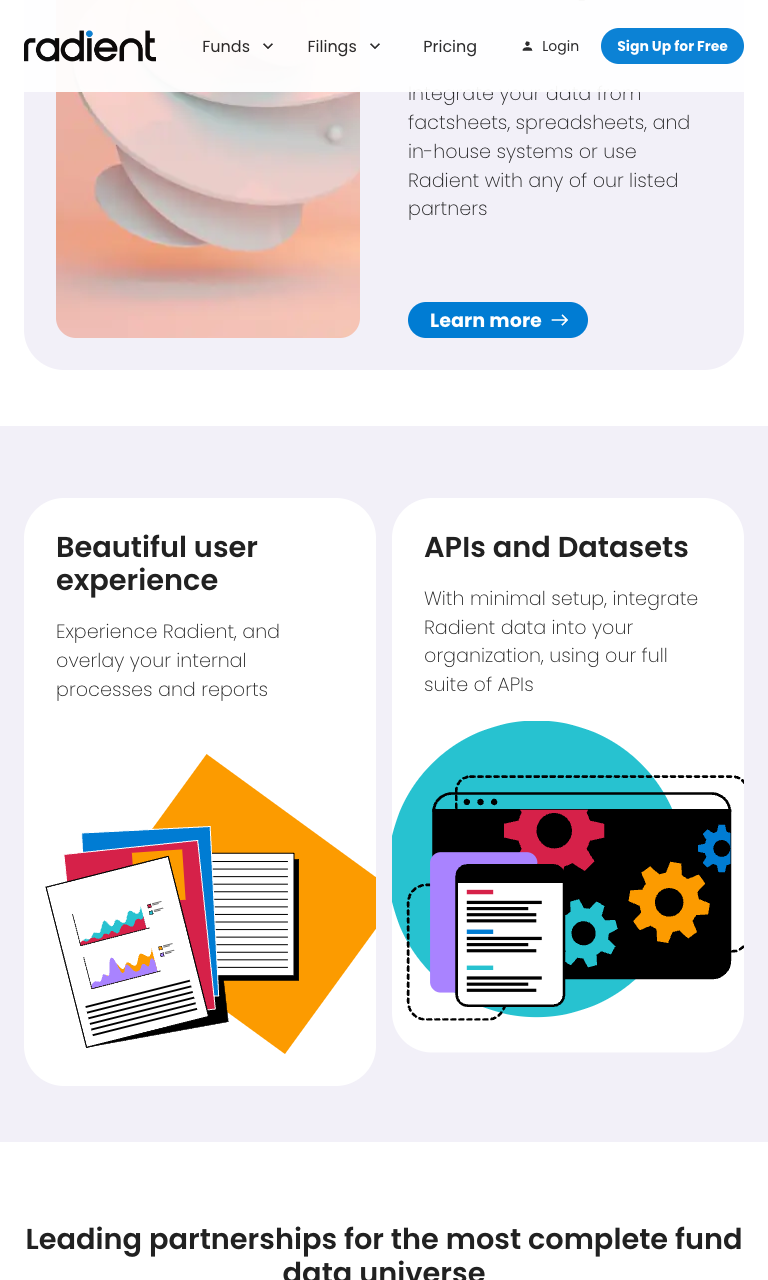 radient
Funds
Filings
Pricing
Login
Sign Up for Free
integrate your data from
factsheets, spreadsheets, and
in-house systems or use
Radient with any of our listed
partners
Learn more
Beautiful user
experience
Experience Radient, and
overlay your internal
processes and reports
APIs and Datasets
With minimal setup, integrate
Radient data into your
organization, using our full
suite of APIs
Leading partnerships for the most complete fund
data universe